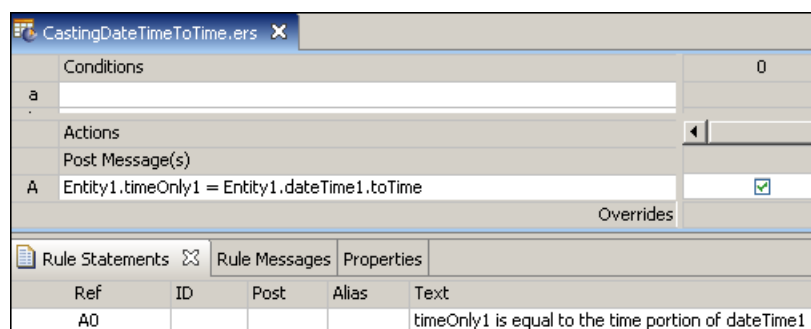 CastingDateTimeToTime.ers
Conditions 0
a
Actions
Post Message(s)
A Entity1.timeOnly1 = Entity1.dateTime1.toTime
Overrides
Rule Statements Rule Messages Properties
Ref ID Post Alias Text
A0 timeOnly1 is equal to the time portion of dateTime1